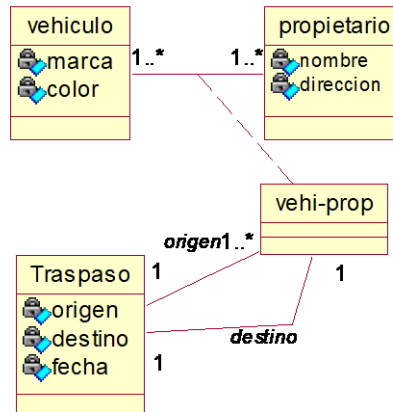 vehiculo
marca
color
1..*
1..*
propietario
nombre
direccion
vehi-prop
origen1..*
1
Traspaso
origen
destino
fecha
1
destino
1